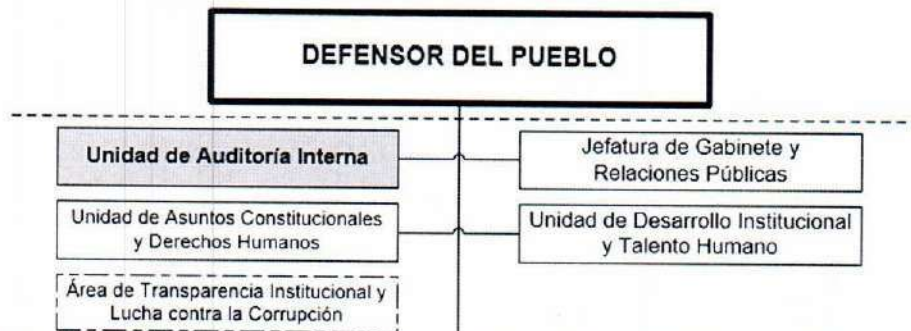 DEFENSOR DEL PUEBLO
Unidad de Auditoría Interna
Jefatura de Gabinete y
Relaciones Públicas
Unidad de Asuntos Constitucionales
y Derechos Humanos
Unidad de Desarrollo Institucional
y Talento Humano
Área de Transparencia Institucional y
Lucha contra la Corrupción